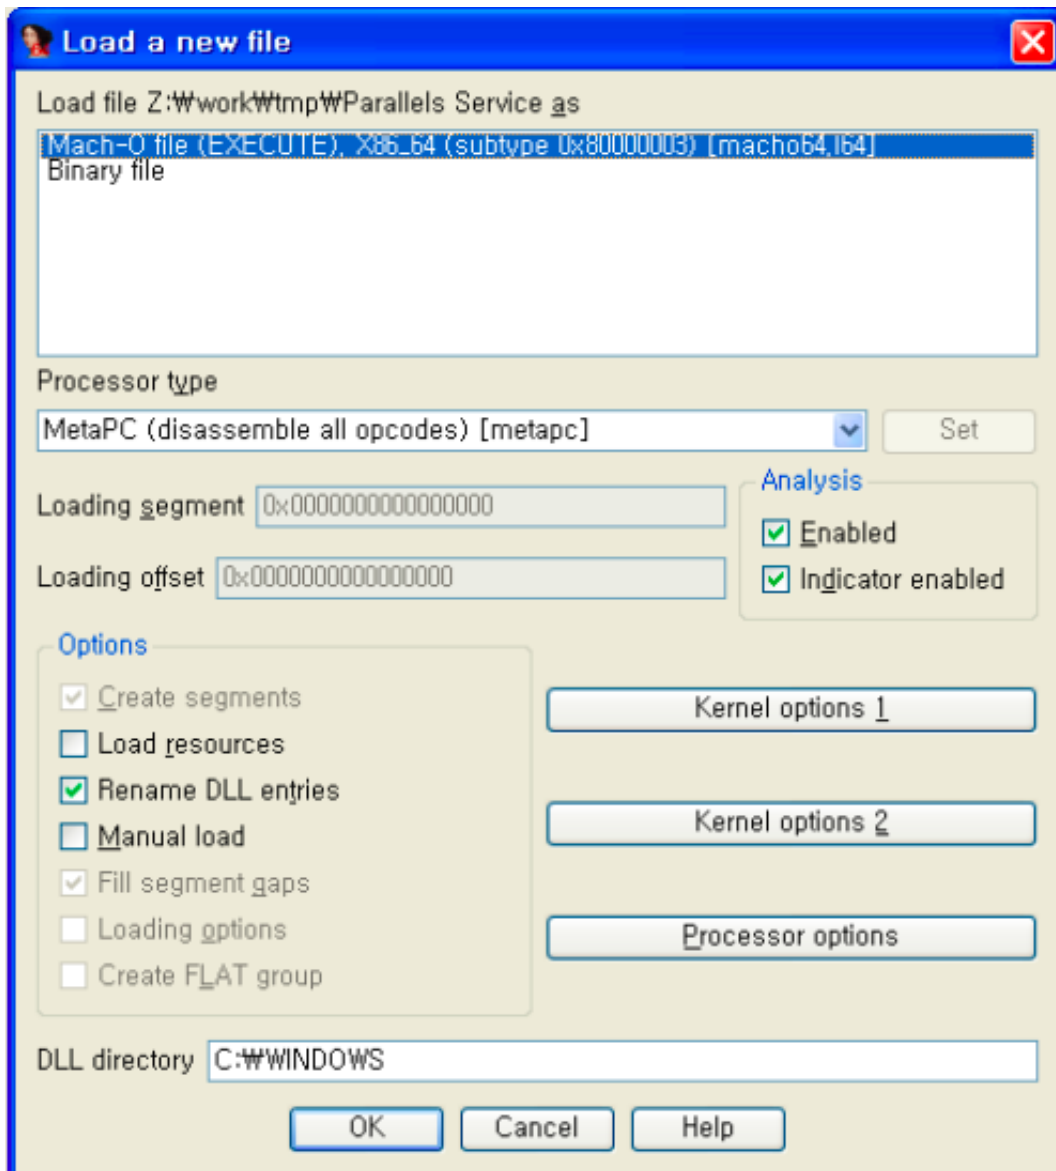 Load a new file
Load file Z:₩work₩tmp₩Parallels Service as
Mach-O file (EXECUTE), X86_64 (subtype 0x80000003) [macho64,l64]
Binary file
Processor type
MetaPC (disassemble all opcodes) [metapc]
Set
Loading segment 0x0000000000000000
Analysis
Enabled
Loading offset 0x0000000000000000
Indicator enabled
Options
Create segments
Load resources
Rename DLL entries
Manual load
Fill segment gaps
Loading options
Create FLAT group
Kernel options 1
Kernel options 2
Processor options
DLL directory C:₩WINDOWS
OK Cancel Help